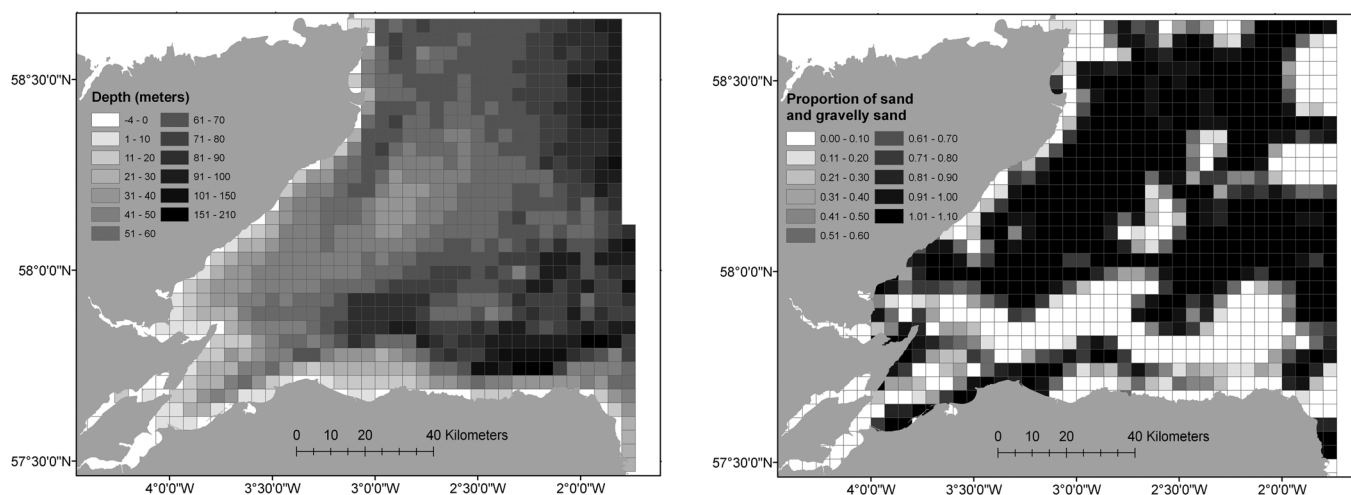 58°30'0"N
58°0'0"N
57°30'0"N
Depth (meters)
-4 - 0
1 - 10
11 - 20
21 - 30
31 - 40
41 - 50
51 - 60
61 - 70
71 - 80
81 - 90
91 - 100
101 - 150
151 - 210
0 10 20 40 Kilometers
4°0'0"W 3°30'0"W 3°0'0"W 2°30'0"W 2°0'0"W
58°30'0"N
58°0'0"N
57°30'0"N
Proportion of sand
and gravelly sand
0.00 - 0.10
0.11 - 0.20
0.21 - 0.30
0.31 - 0.40
0.41 - 0.50
0.51 - 0.60
0.61 - 0.70
0.71 - 0.80
0.81 - 0.90
0.91 - 1.00
1.01 - 1.10
0 10 20 40 Kilometers
4°0'0"W 3°30'0"W 3°0'0"W 2°30'0"W 2°0'0"W